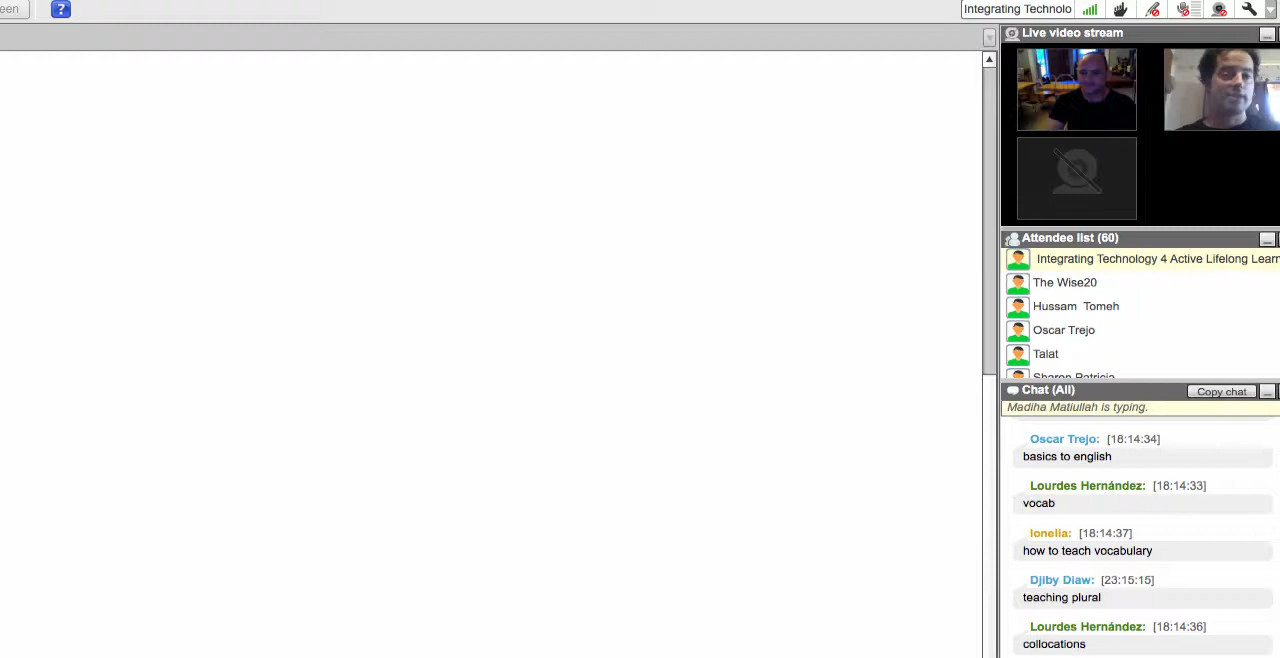 een
?
Integrating Technolo
Live video stream
Attendee list (60)
Integrating Technology 4 Active Lifelong Learn
The Wise20
Hussam Tomeh
Oscar Trejo
Talat
Sharon Patricia
Chat (All)
Copy chat
Madiha Matiullah is typing.
Oscar Trejo: [18:14:34]
basics to english
Lourdes Hernández: [18:14:33]
vocab
Ionelia: [18:14:37]
how to teach vocabulary
Djiby Diaw: [23:15:15]
teaching plural
Lourdes Hernández: [18:14:36]
collocations